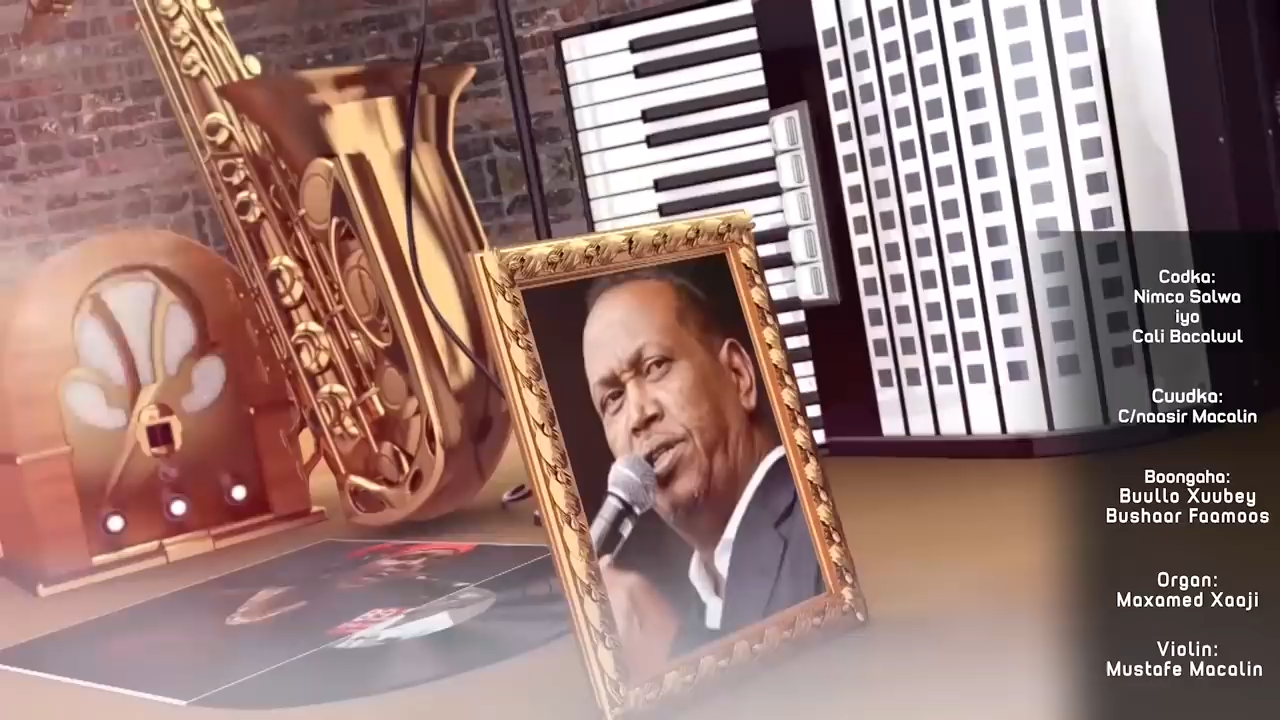 Codka:
Nimco Salwa
iyo
Cali Bacaluul
Cuudka:
C/naasir Macalin
Boongaha:
Buullo Xuubey
Bushaar Faamoos
Organ:
Maxamed Xaaji
Violin:
Mustafe Macalin